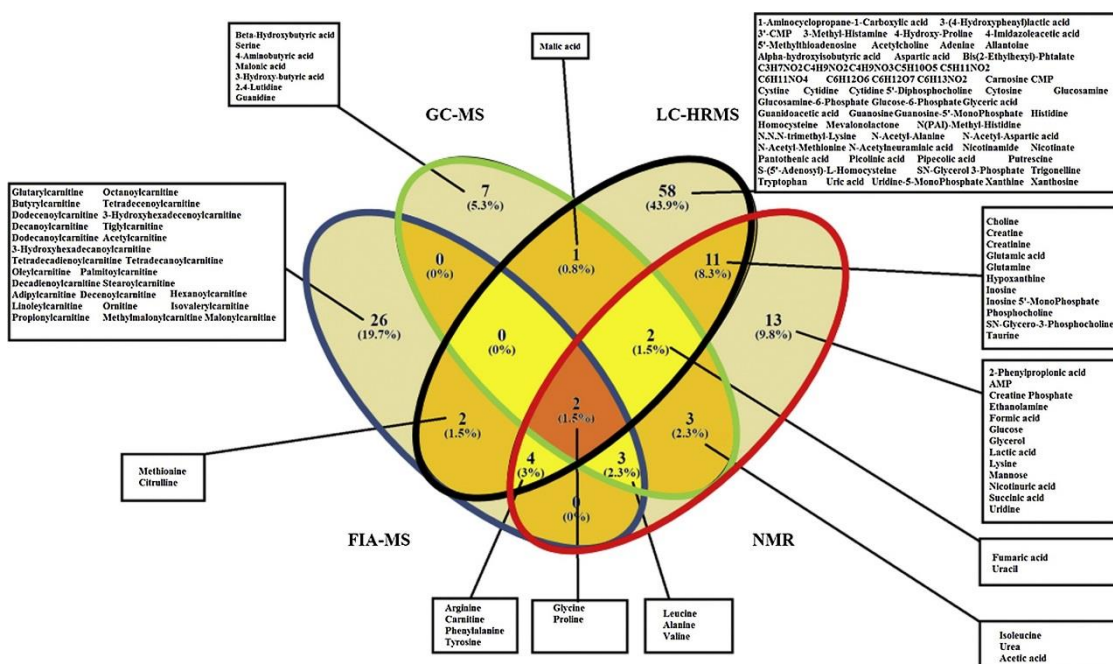 Beta-Hydroxybutyric acid
Serine
4-Aminobutyric acid
Malonic acid
3-Hydroxy-butyric acid
2.4-Lutidine
Guanidine
Malic acid
1-Aminocyclopropane-1-Carboxylic acid 3-(4-Hydroxyphenyl)lactic acid
3'-CMP 3-Methyl-Histamine 4-Hydroxy-Proline 4-Imidazoleacetic acid
5'-Methylthioadenosine Acetylcholine Adenine Allantoine
Alpha-hydroxyisobutyric acid Aspartic acid Bis(2-Ethylhexyl)-Phtalate
C3H7NO2C4H9NO2C4H9NO3C5H10O5 C5H11NO2
C6H11NO4 C6H12O6 C6H12O7 C6H13NO2 Carnosine CMP
Cystine Cytidine Cytidine 5'-Diphosphocholine Cytosine Glucosamine
Glucosamine-6-Phosphate Glucose-6-Phosphate Glyceric acid
Guanidoacetic acid Guanosine Guanosine-5'-MonoPhosphate Histidine
Homocysteine Mevalonolactone N(PAI)-Methyl-Histidine
N.N.N-trimethyl-Lysine N-Acetyl-Alanine N-Acetyl-Aspartic acid
N-Acetyl-Methionine N-Acetylneuraminic acid Nicotinamide Nicotinate
Pantothenic acid Picolinic acid Pipecolic acid Putrescine
S-(5'-Adenosyl)-L-Homocysteine SN-Glycerol 3-Phosphate Trigonelline
Tryptophan Uric acid Uridine-5-MonoPhosphate Xanthine Xanthosine
GC-MS
LC-HRMS
Glutarylcarnitine Octanoylcarnitine
Butyrylcarnitine Tetradecenoylcarnitine
Dodecenoylcarnitine 3-Hydroxyhexadecenoylcarnitine
Decanoylcarnitine Tiglycarnitine
Dodecanoylcarnitine Acetylcarnitine
3-Hydroxyhexadecanoylcarnitine
Tetradecadienoylcarnitine Tetradecanoylcarnitine
Oleylcarnitine Palmitoylcarnitine
Decadienoylcarnitine Stearoylcarnitine
Adipylcarnitine Decenoylcarnitine Hexanoylcarnitine
Linoleylcarnitine Ornitine Isovalerylcarnitine
Propionylcarnitine Methylmalonylcarnitine Malonylcarnitine
7
(5.3%)
58
(43.9%)
0
(0%)
1
(0.8%)
11
(8.3%)
26
(19.7%)
0
(0%)
2
(1.5%)
13
(9.8%)
2
(1.5%)
2
(1.5%)
3
(2.3%)
4
(3%)
3
(2.3%)
0
(0%)
Choline
Creatine
Creatinine
Glutamic acid
Glutamine
Hypoxanthine
Inosine
Inosine 5'-MonoPhosphate
Phosphocholine
SN-Glycero-3-Phosphocholine
Taurine
2-Phenylpropionic acid
AMP
Creatine Phosphate
Ethanolamine
Formic acid
Glucose
Glycerol
Lactic acid
Lysine
Mannose
Nicotinuric acid
Succinic acid
Uridine
Methionine
Citrulline
FIA-MS
NMR
Fumaric acid
Uracil
Arginine
Carnitine
Phenylalanine
Tyrosine
Glycine
Proline
Leucine
Alanine
Valine
Isoleucine
Urea
Acetic acid